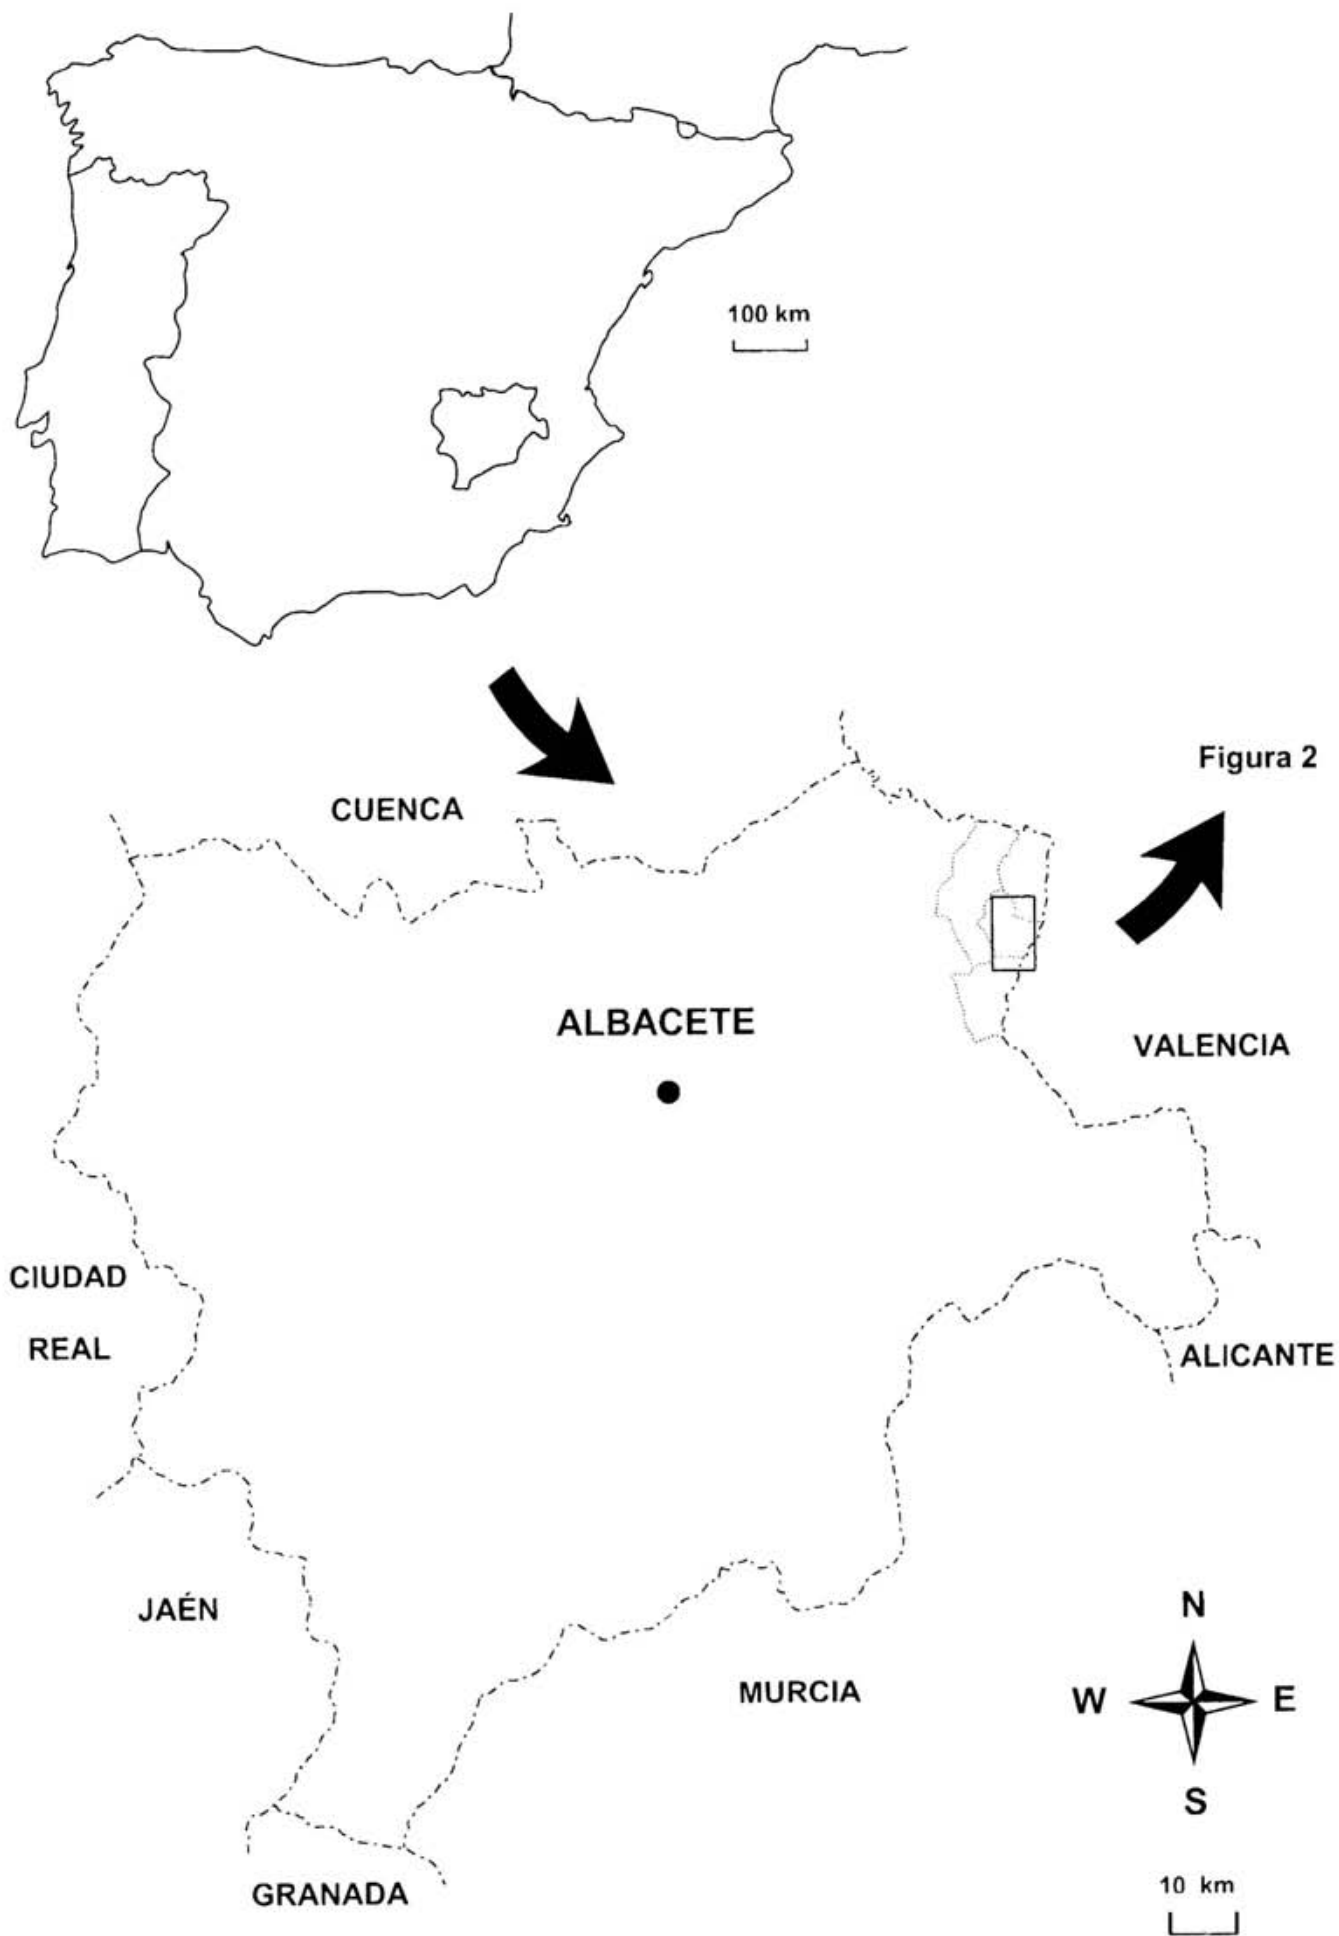 100 km
Figura 2
CUENCA
ALBACETE
VALENCIA
CIUDAD
REAL
ALICANTE
JAÉN
MURCIA
N
W E
S
GRANADA
10 km